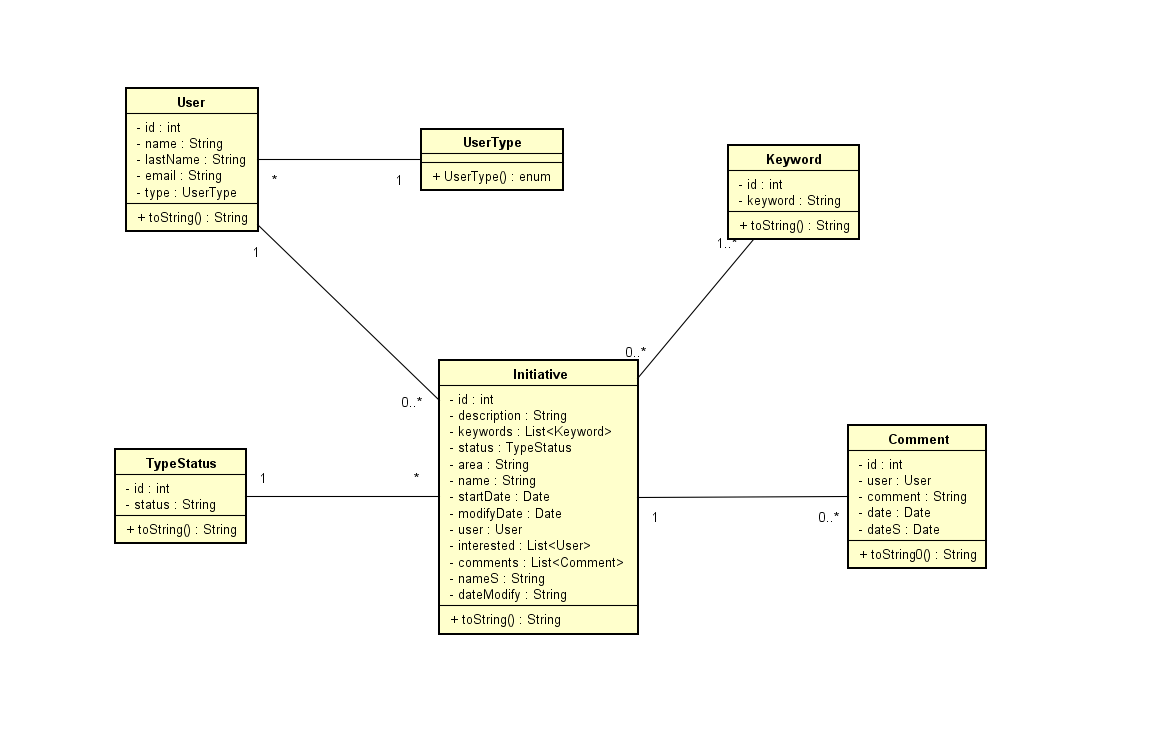 User
- id : int
- name : String
- lastName : String
- email : String
- type : UserType
+ toString() : String
UserType
+ UserType() : enum
Keyword
- id : int
- keyword : String
+ toString() : String
*
1
1
1..*
0..*
0..*
Initiative
- id : int
- description : String
- keywords : List<Keyword>
- status : TypeStatus
- area : String
- name : String
- startDate : Date
- modifyDate : Date
- user : User
- interested : List<User>
- comments : List<Comment>
- nameS : String
- dateModify : String
+ toString() : String
TypeStatus
- id : int
- status : String
+ toString() : String
1
*
Comment
- id : int
- user : User
- comment : String
- date : Date
- dateS : Date
+ toString0() : String
1
0..*